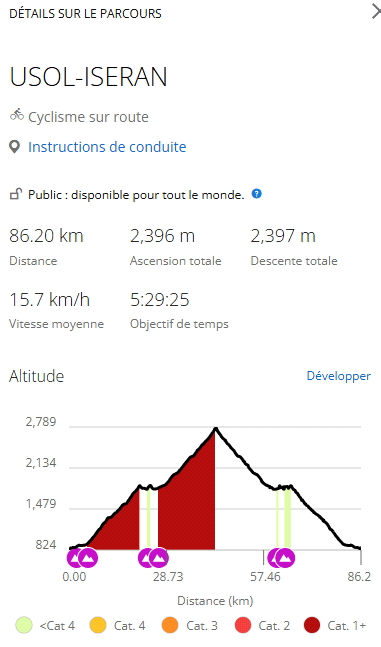 DÉTAILS SUR LE PARCOURS
USOL-ISERAN
Cyclisme sur route
Instructions de conduite
Public : disponible pour tout le monde. ?
86.20 km 2,396 m 2,397 m
Distance Ascension totale Descente totale
15.7 km/h 5:29:25
Vitesse moyenne Objectif de temps
Altitude Développer
2,789
2,134
1,479
824
0.00 28.73 57.46 86.2
Distance (km)
<Cat 4 Cat. 4 Cat. 3 Cat. 2 Cat. 1+